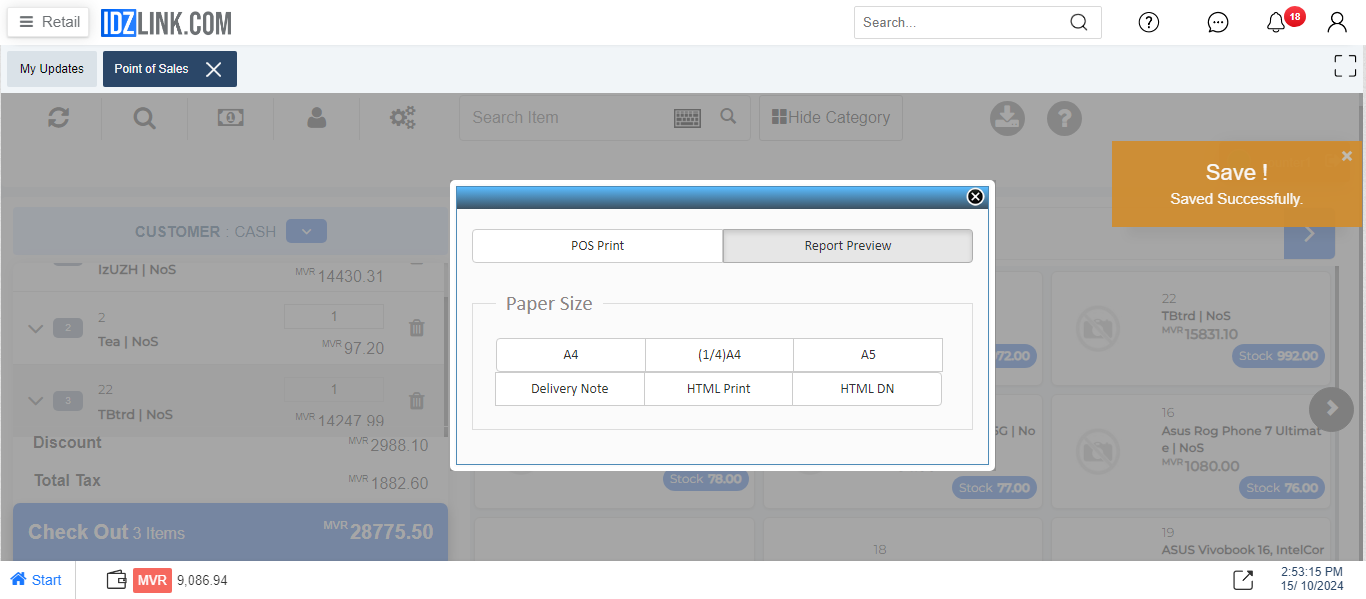 Retail
IDZLINK.COM
Search...
18
My Updates
Point of Sales
Search Item
Hide Category
Save !
Saved Successfully.
CUSTOMER : CASH
IzUZH | NoS
MVR 14430.31
2
2
1
Tea | NoS
MVR 97.20
3
22
1
TBtrd | NoS
MVR 14247.99
Discount
MVR 2988.10
Total Tax
MVR 1882.60
Check Out 3 Items
MVR 28775.50
POS Print
Report Preview
Paper Size
A4
(1/4)A4
A5
Delivery Note
HTML Print
HTML DN
22
TBtrd | NoS
MVR 15831.10
72.00
Stock 992.00
16
5G | No
Asus Rog Phone 7 Ultimat
e | NoS
MVR 1080.00
Stock 78.00
Stock 77.00
Stock 76.00
18
19
ASUS Vivobook 16, IntelCor
Start
MVR 9,086.94
2:53:15 PM
15/ 10/2024